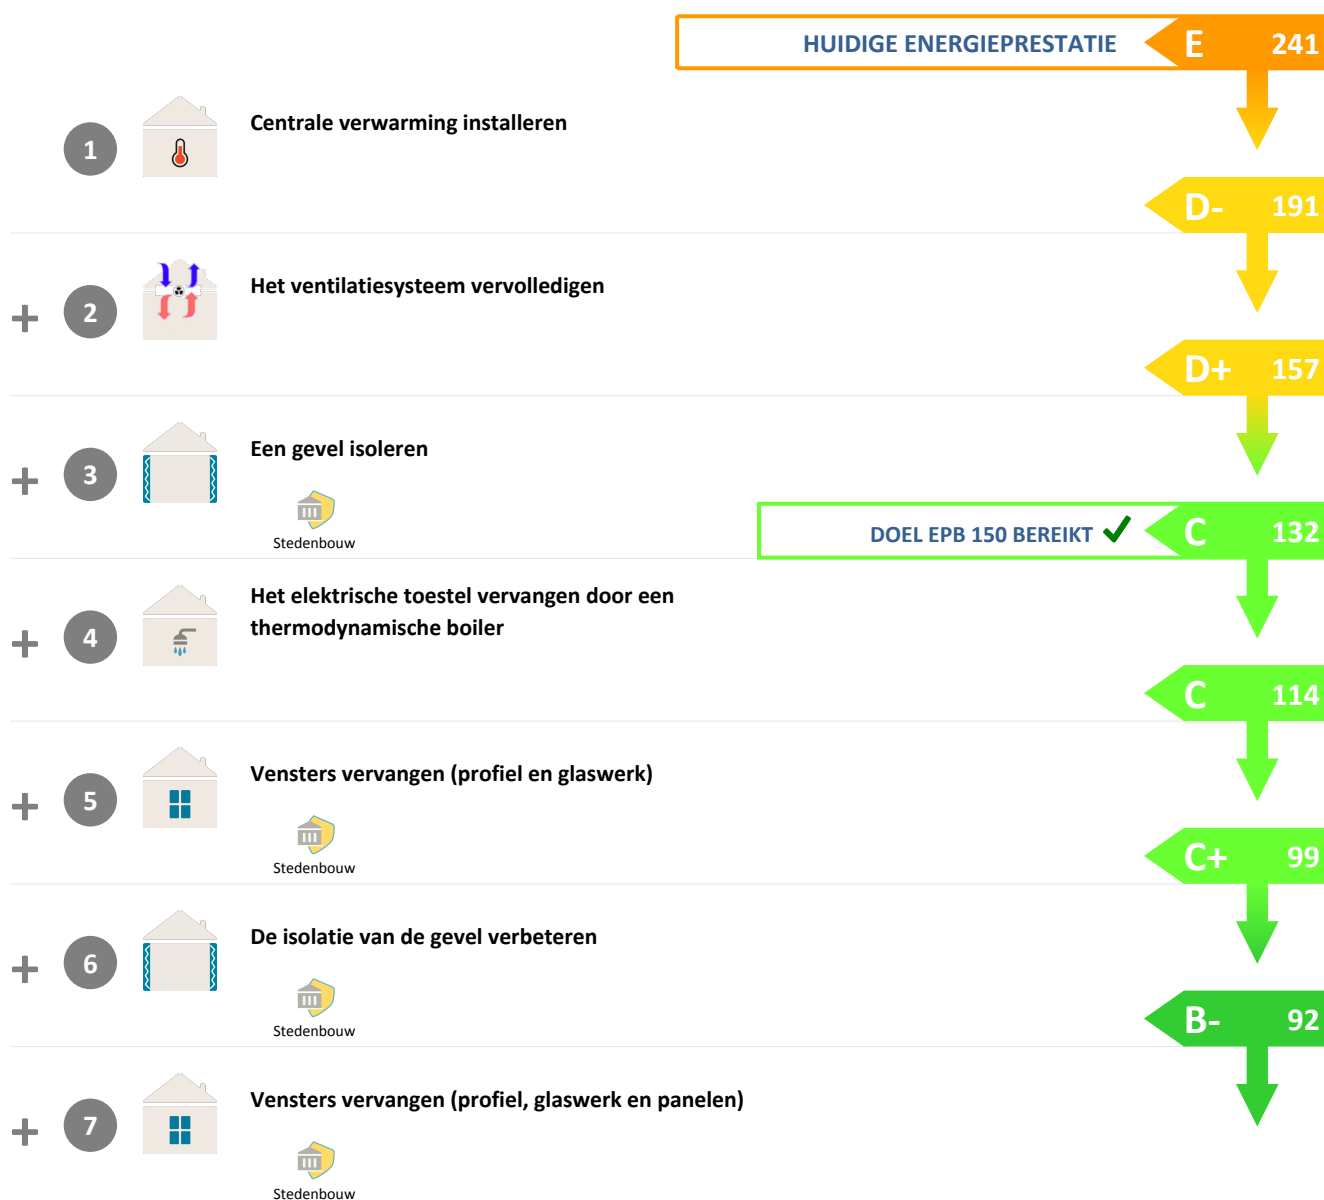 HUIDIGE ENERGIEPRESTATIE E 241
1 Centrale verwarming installeren
D- 191
+ 2 Het ventilatiesysteem vervolledigen
D+ 157
+ 3 Een gevel isoleren
Stedenbouw
DOEL EPB 150 BEREIKT C 132
+ 4 Het elektrische toestel vervangen door een
thermodynamische boiler
C 114
+ 5 Vensters vervangen (profiel en glaswerk)
Stedenbouw
C+ 99
+ 6 De isolatie van de gevel verbeteren
Stedenbouw
B- 92
+ 7 Vensters vervangen (profiel, glaswerk en panelen)
Stedenbouw